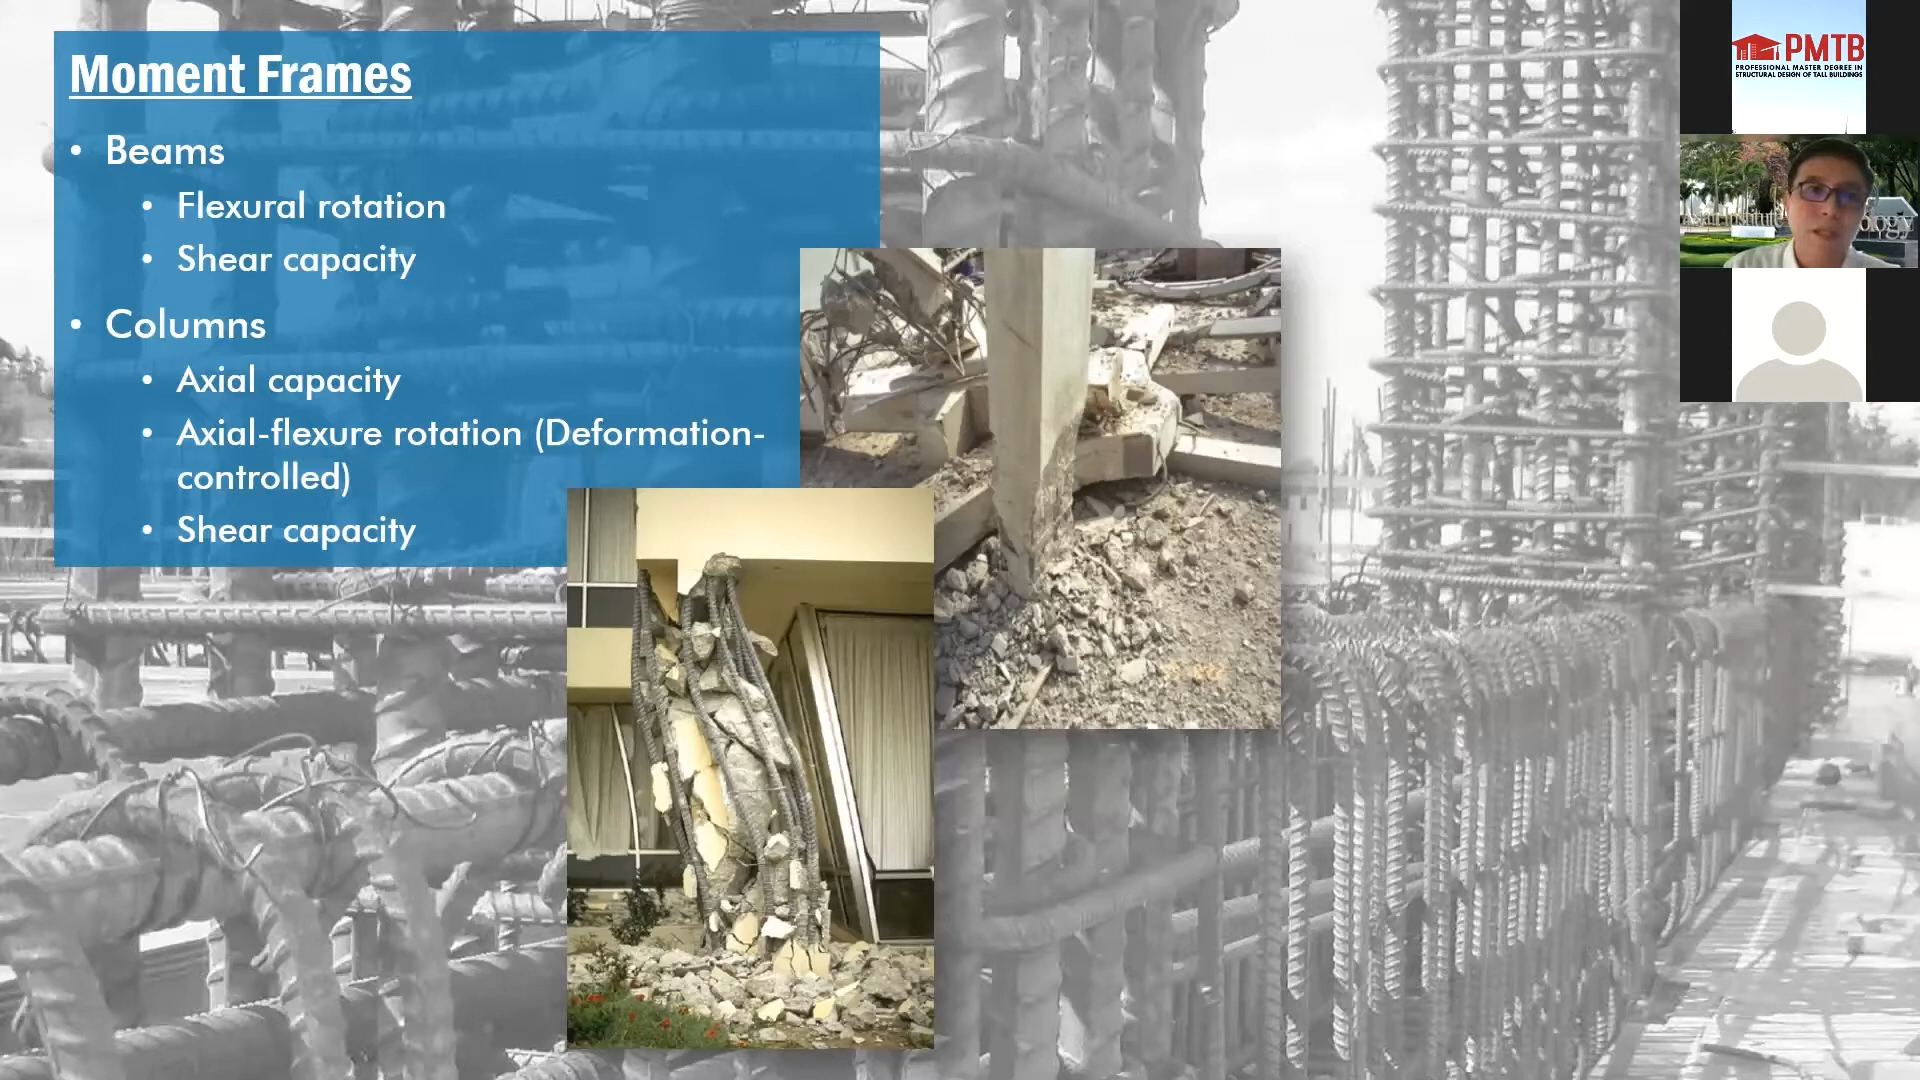 Moment Frames
• Beams
• Flexural rotation
• Shear capacity
• Columns
• Axial capacity
• Axial-flexure rotation (Deformation-
controlled)
• Shear capacity
PMTB
PROFESSIONAL MASTER DEGREE IN
STRUCTURAL DESIGN OF TALL BUILDINGS